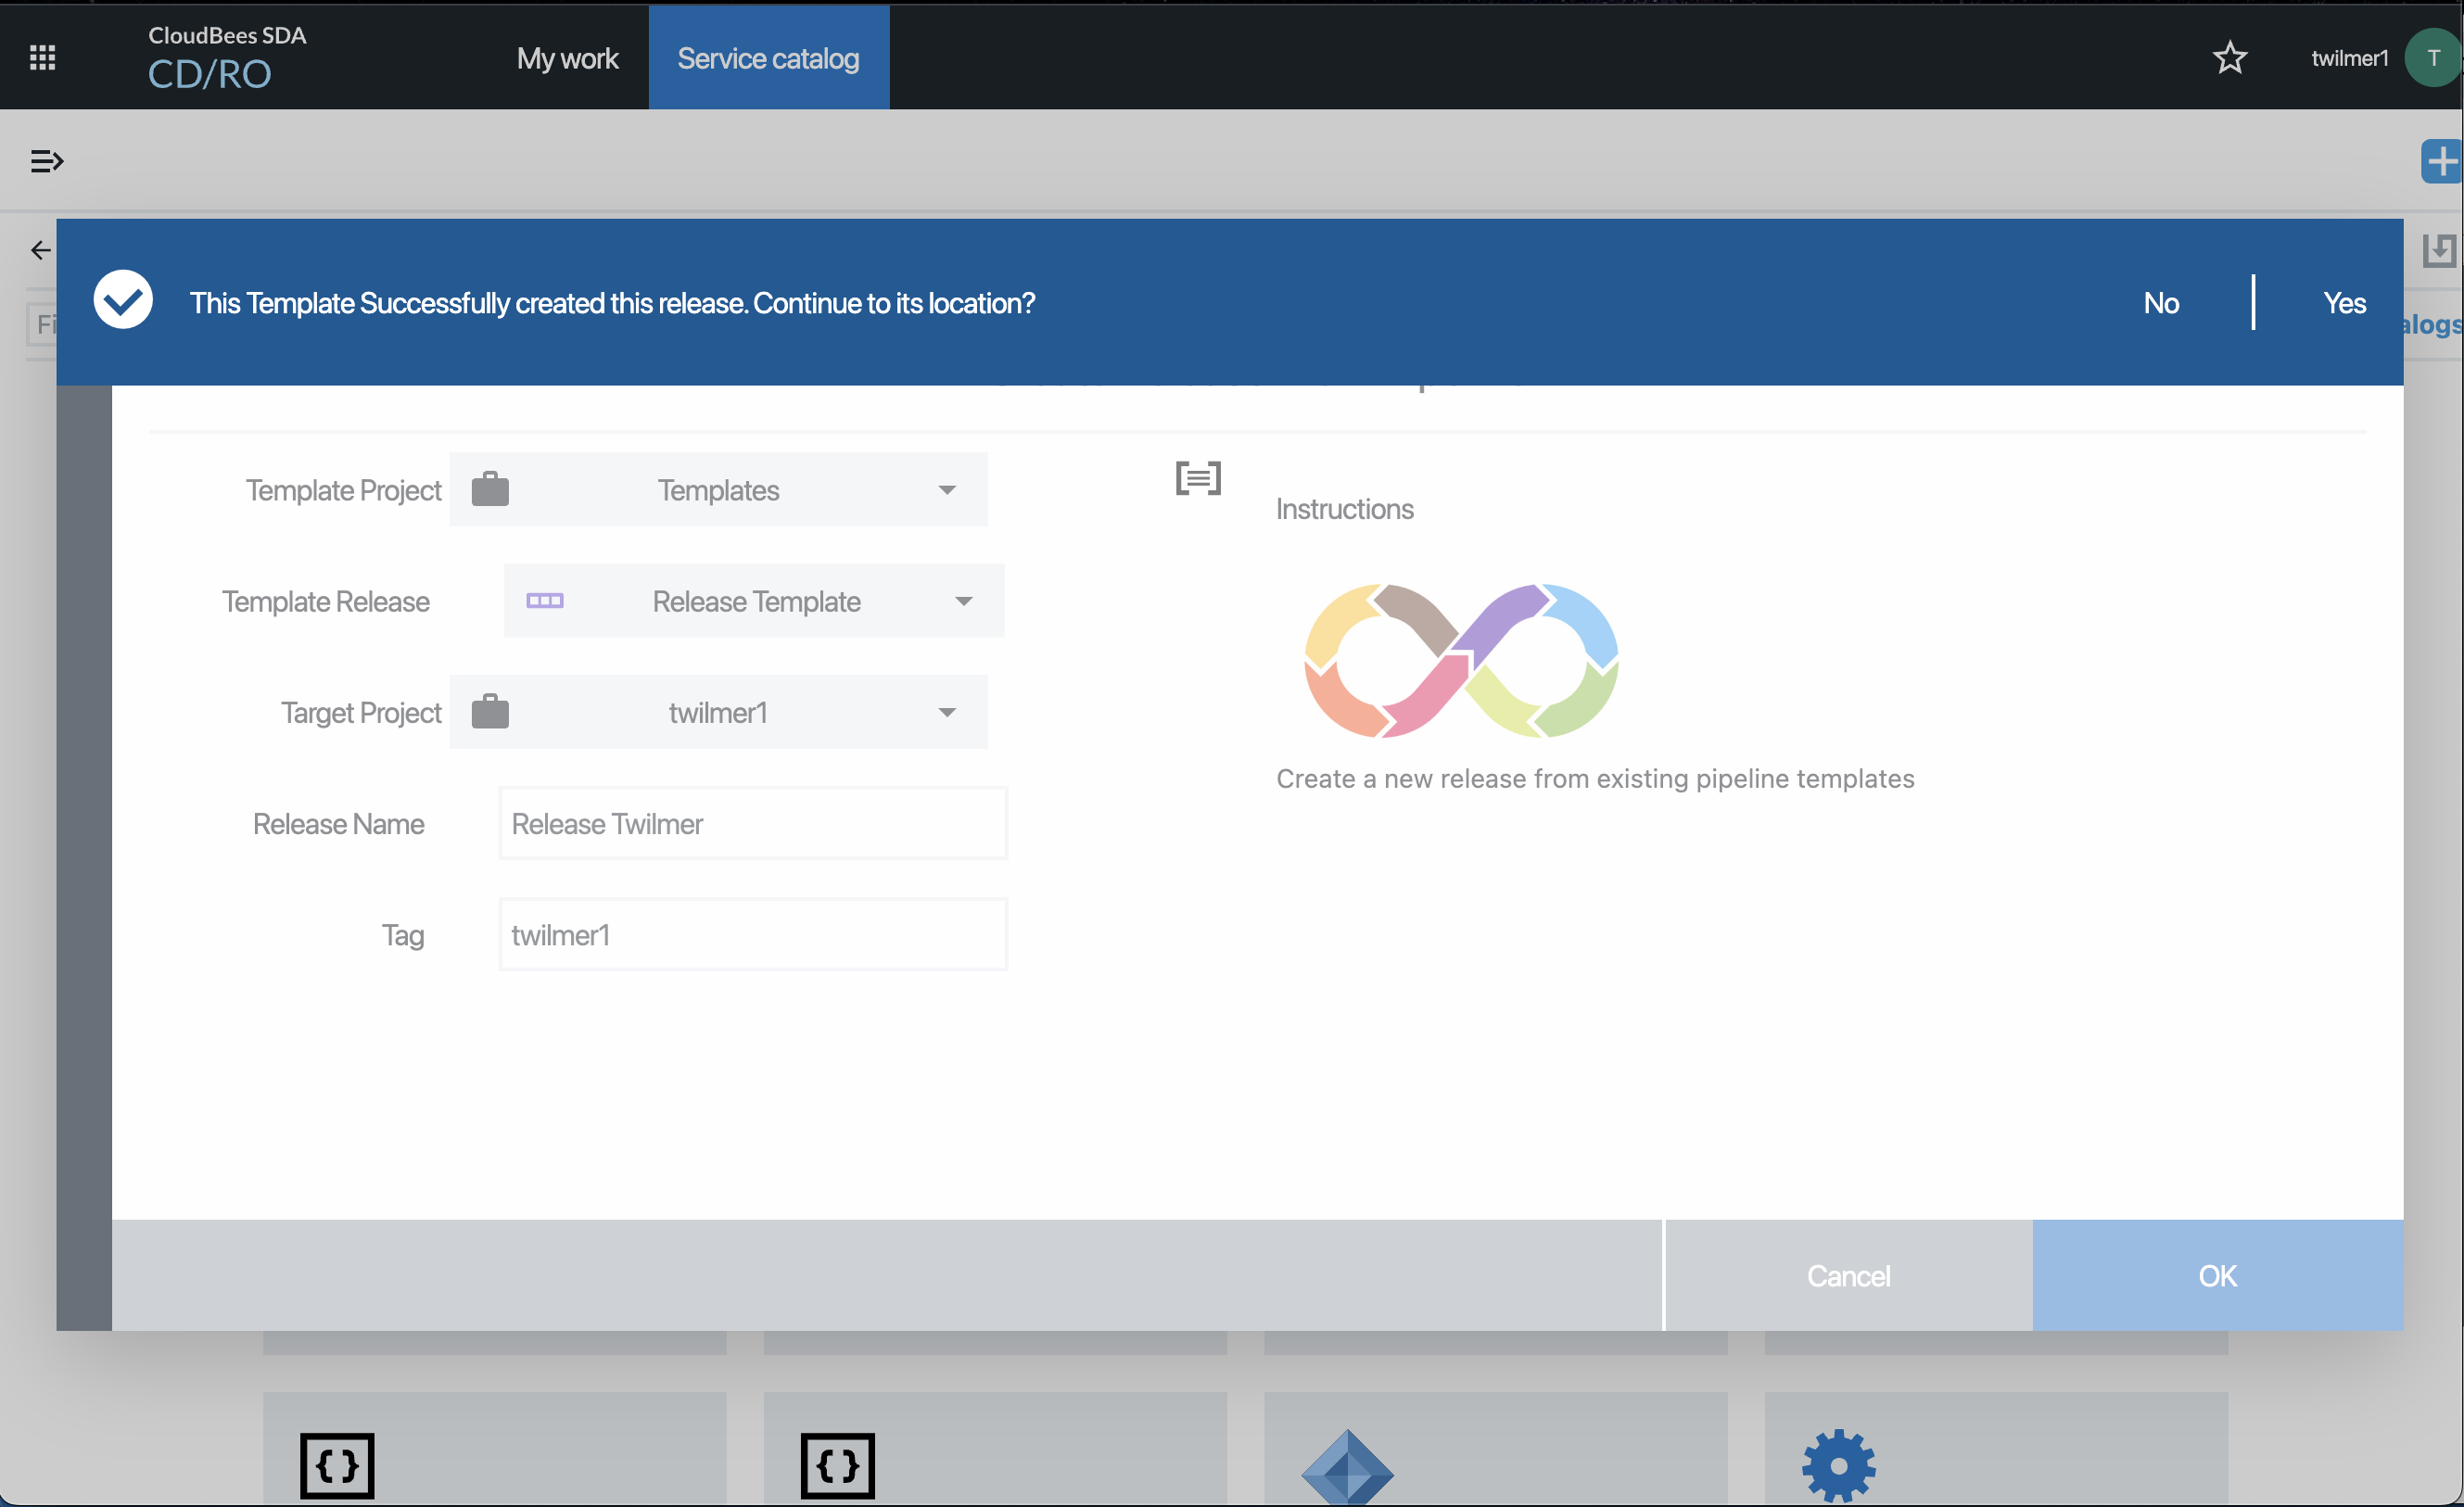 CloudBees SDA
CD/RO
My work
Service catalog
twilmer1
T
This Template Successfully created this release. Continue to its location?
No
Yes
Fi
alogs
Template Project
Templates
Instructions
Template Release
Release Template
Target Project
twilmer1
Create a new release from existing pipeline templates
Release Name
Release Twilmer
Tag
twilmer1
Cancel
OK
{}
{}